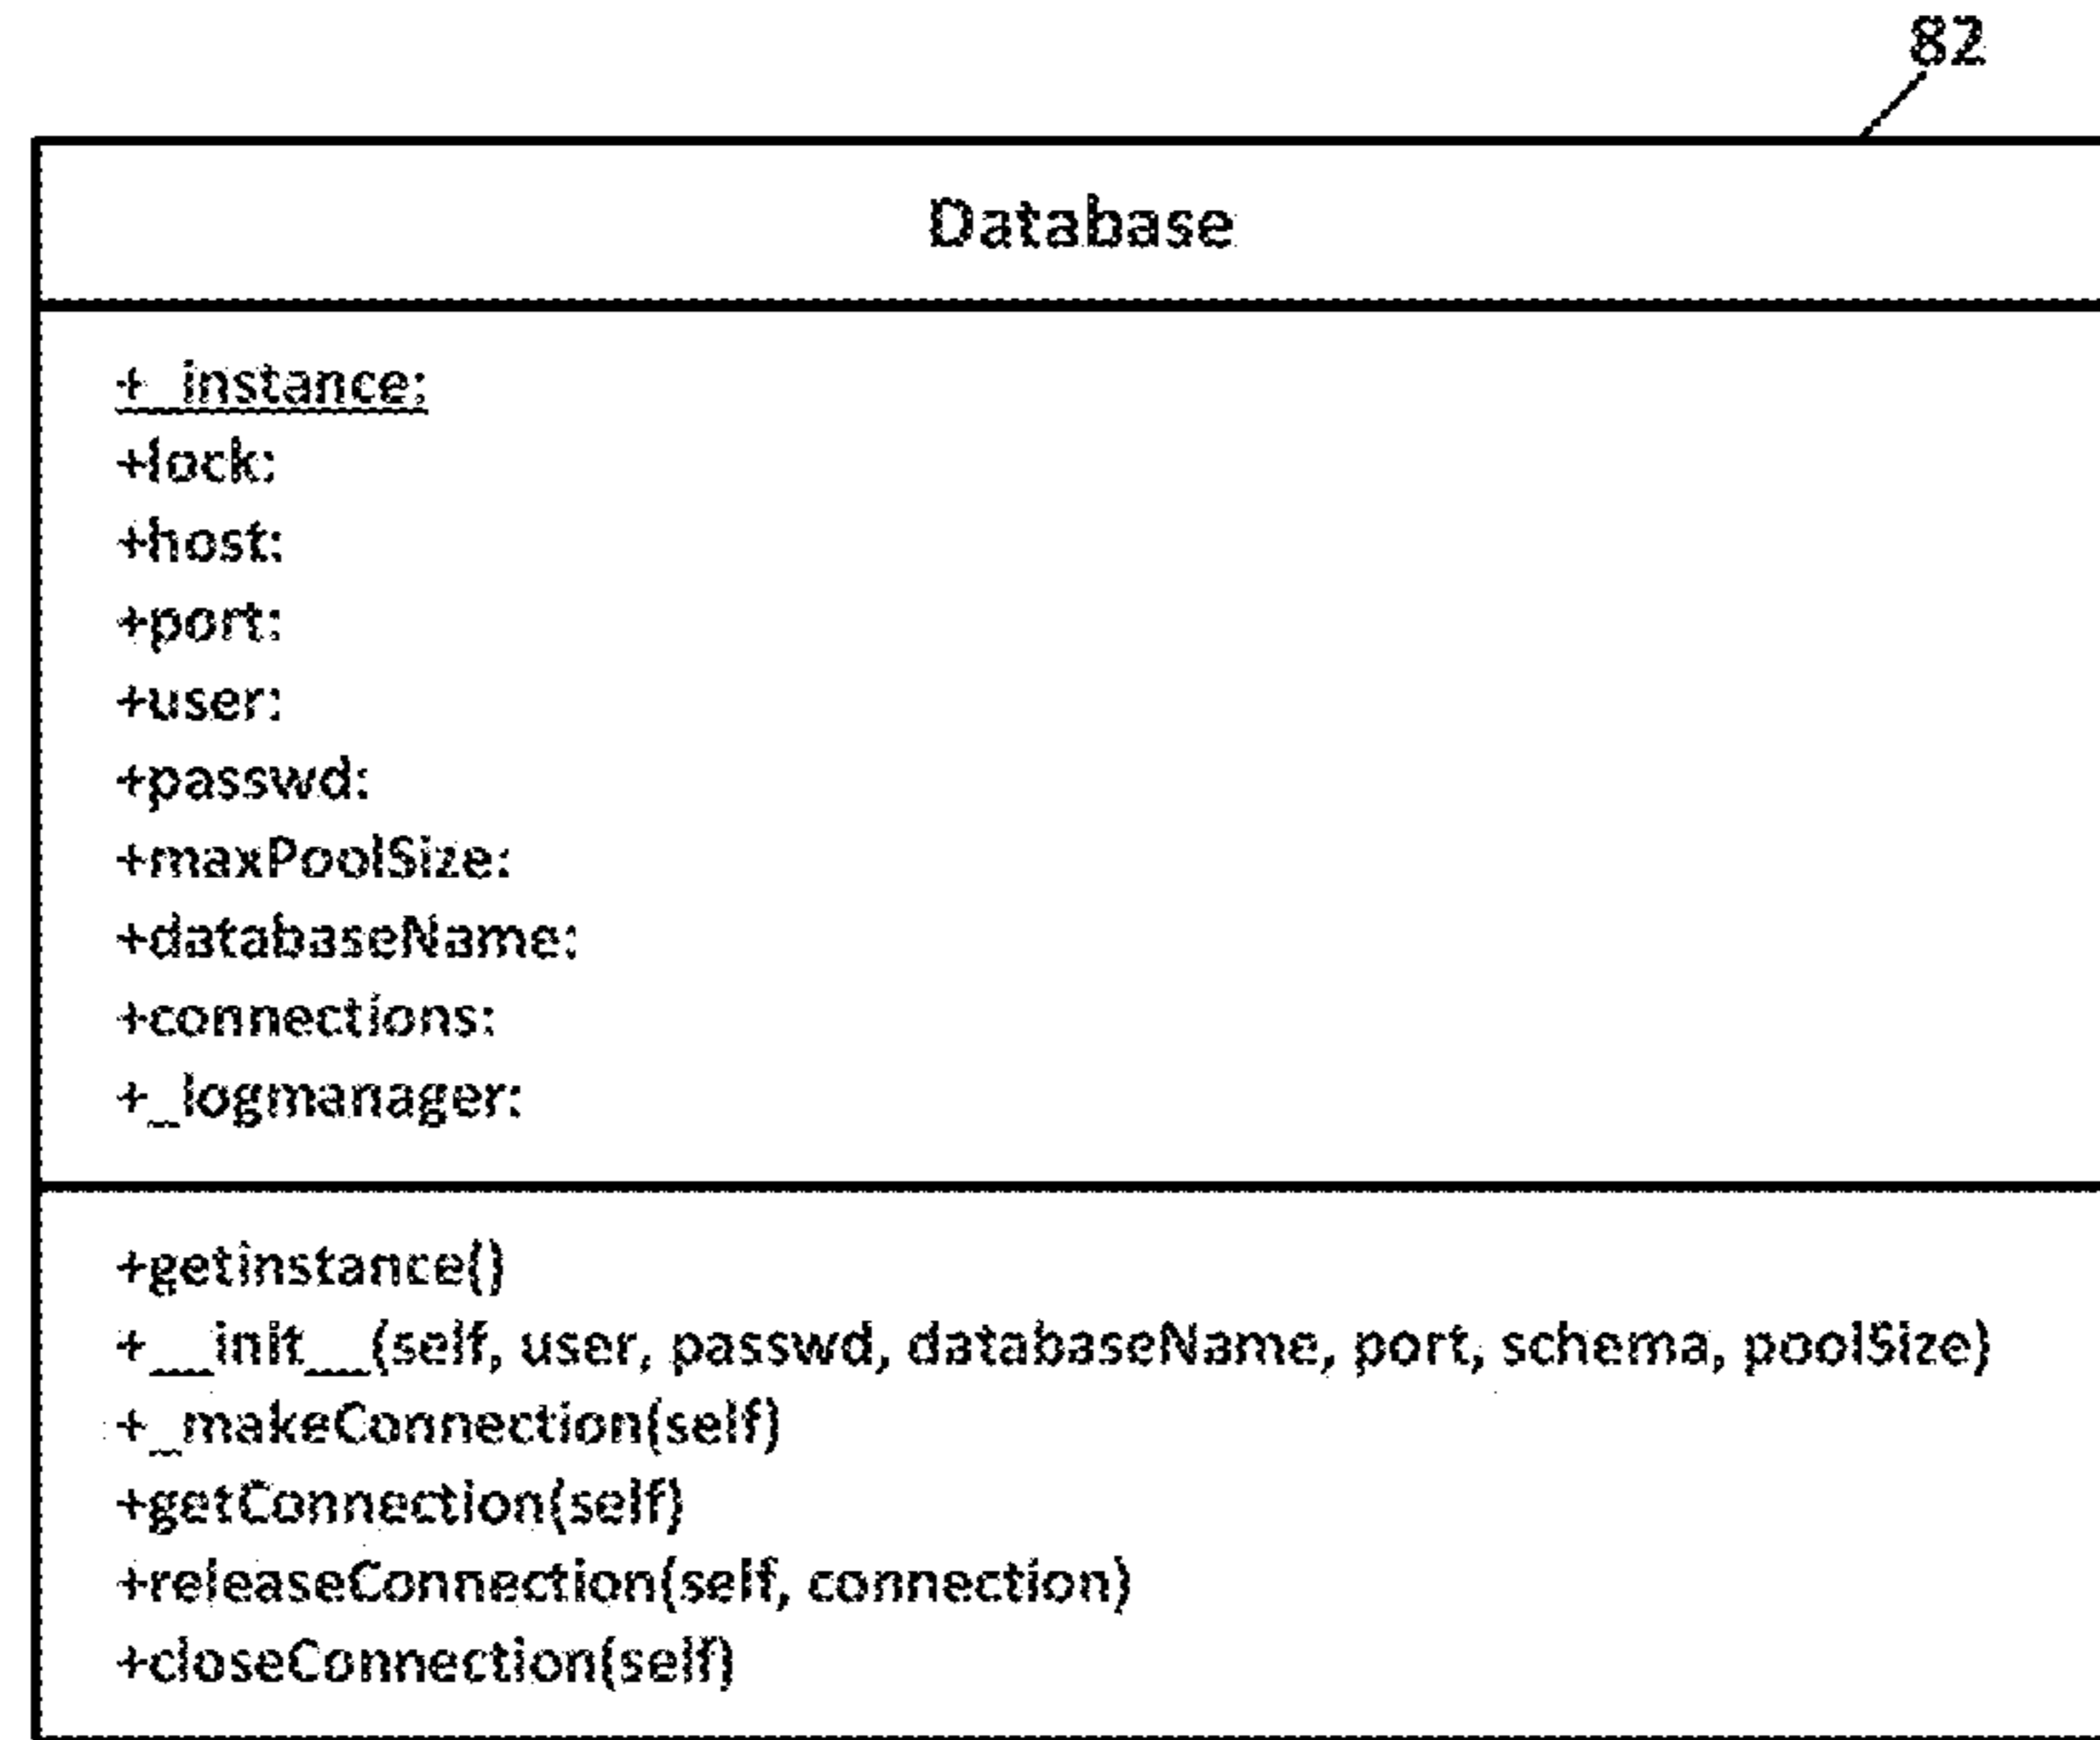 82
Database
+_instance:
+lock:
+host:
+port:
+user:
+passwd:
+maxPoolSize:
+databaseName:
+connections:
+_logmanager:
+getinstance()
+__init__(self, user, passwd, databaseName, port, schema, poolSize)
+_makeConnection(self)
+getConnection(self)
+releaseConnection(self, connection)
+closeConnection(self)